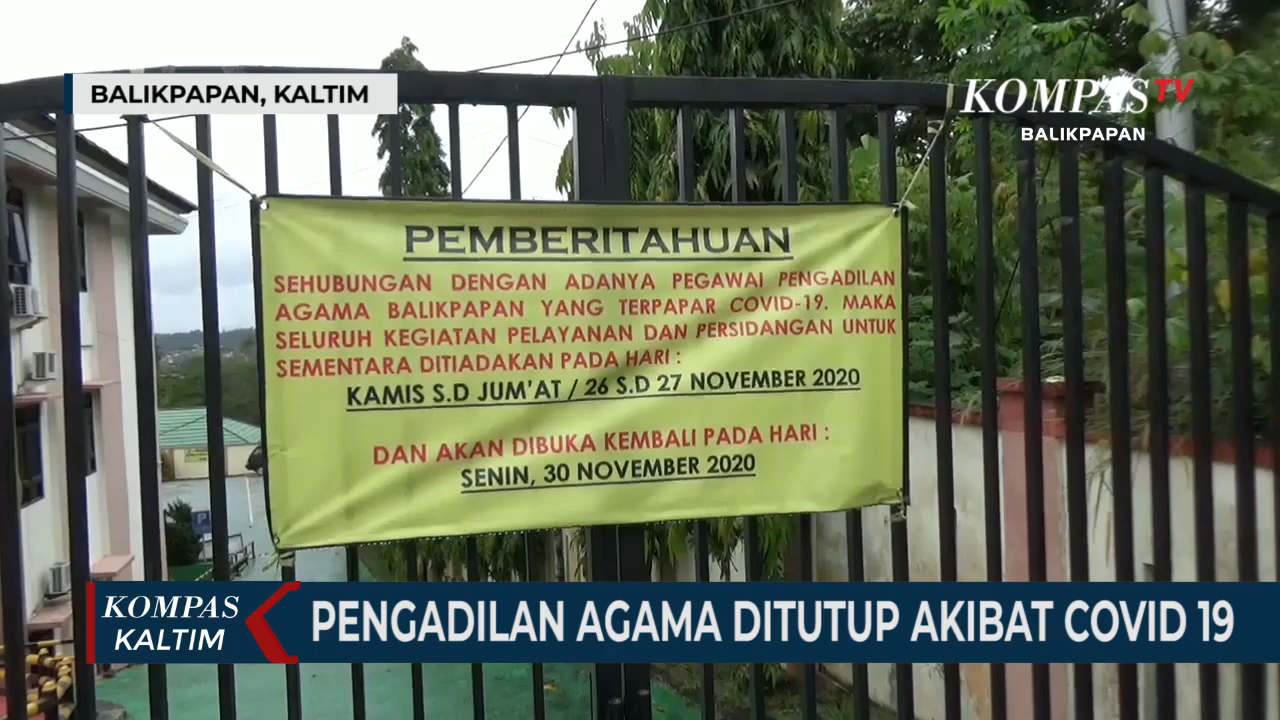 BALIKPAPAN, KALTIM
KOMPAS TV
BALIKPAPAN
PEMBERITAHUAN
SEHUBUNGAN DENGAN ADANYA PEGAWAI PENGADILAN
AGAMA BALIKPAPAN YANG TERPAPAR COVID-19. MAKA
SELURUH KEGIATAN PELAYANAN DAN PERSIDANGAN UNTUK
SEMENTARA DITIADAKAN PADA HARI :
KAMIS S.D JUM'AT / 26 S.D 27 NOVEMBER 2020
DAN AKAN DIBUKA KEMBALI PADA HARI :
SENIN, 30 NOVEMBER 2020
KOMPAS
KALTIM
PENGADILAN AGAMA DITUTUP AKIBAT COVID 19